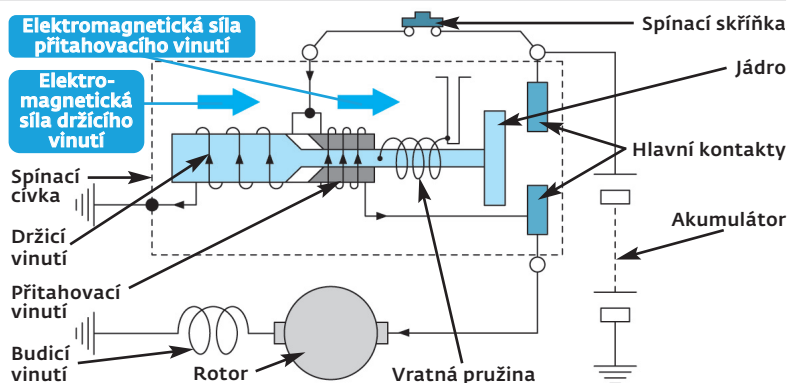 Elektromagnetická síla
přitahovacího vinutí
Elektro-
magnetická
síla držícího
vinutí
Spínací skříňka
Jádro
Hlavní kontakty
Akumulátor
Spínací
cívka
Držicí
vinutí
Přitahovací
vinutí
Budicí
vinutí
Rotor
Vratná pružina